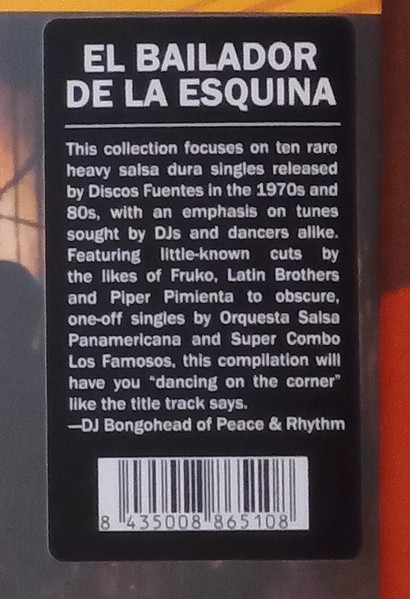 EL BAILADOR
DE LA ESQUINA
This collection focuses on ten rare
heavy salsa dura singles released
by Discos Fuentes in the 1970s and
80s, with an emphasis on tunes
sought by DJs and dancers alike.
Featuring little-known cuts by
the likes of Fruko, Latin Brothers
and Piper Pimienta to obscure,
one-off singles by Orquesta Salsa
Panamericana and Super Combo
Los Famosos, this compilation will
have you “dancing on the corner”
like the title track says.
—DJ Bongohead of Peace & Rhythm
8 435008 865108